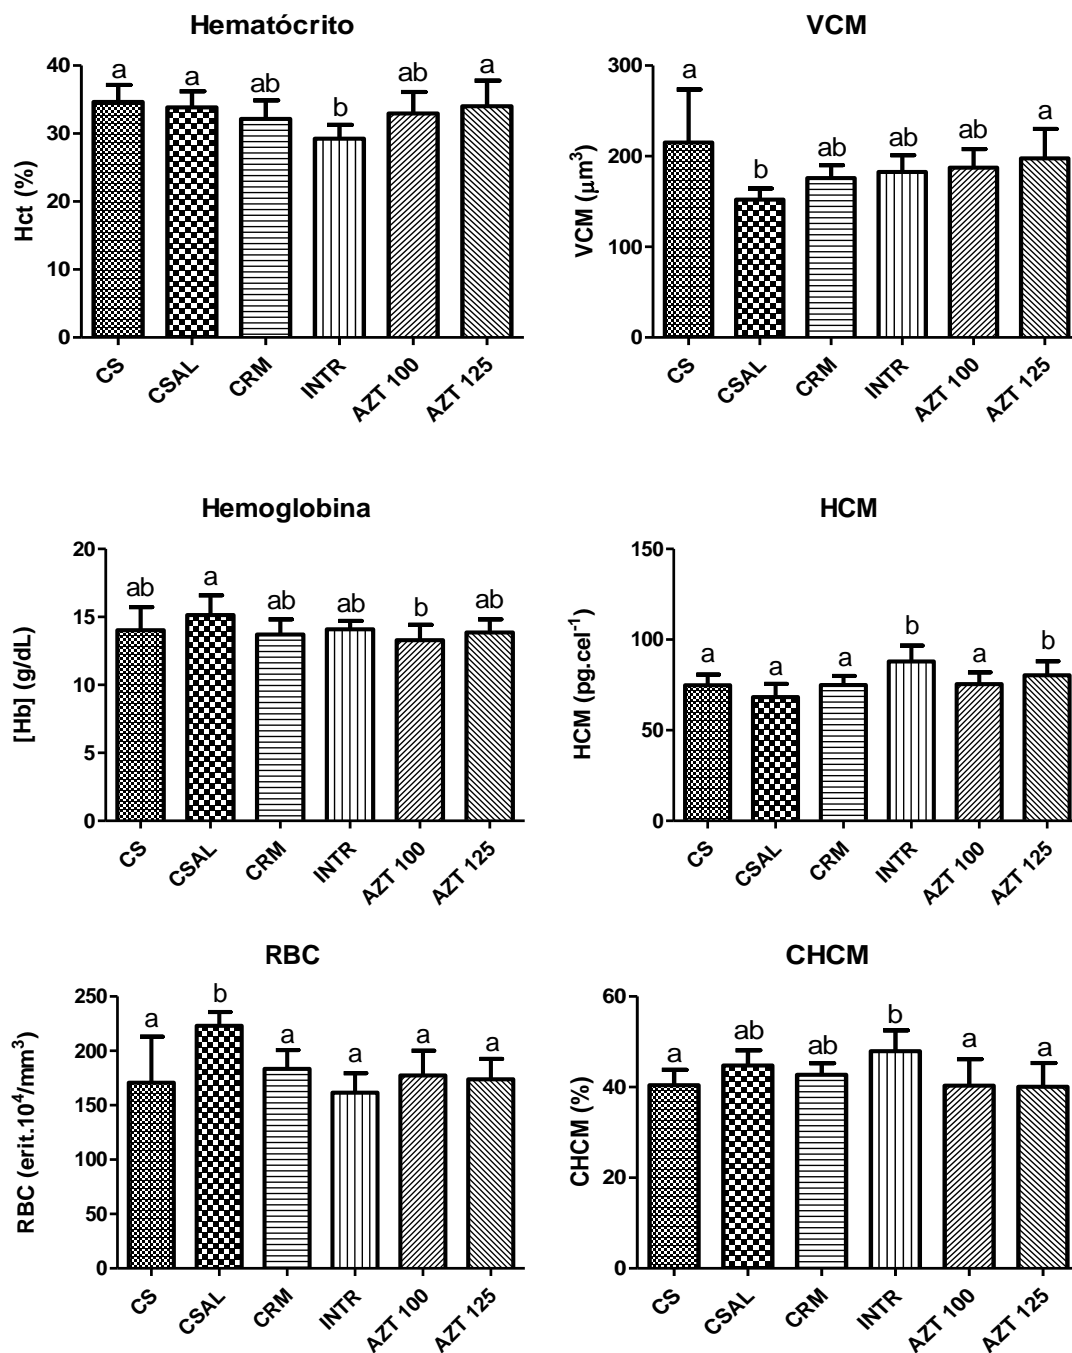 Hematócrito
Hct (%)
40
30
20
10
0
a
a
ab
b
ab
a
CS
CSAL
CRM
INTR
AZT 100
AZT 125
VCM
VCM (μm³)
300
200
100
0
a
b
ab
ab
ab
a
CS
CSAL
CRM
INTR
AZT 100
AZT 125
Hemoglobina
[Hb] (g/dL)
20
15
10
5
0
ab
a
ab
ab
b
ab
CS
CSAL
CRM
INTR
AZT 100
AZT 125
HCM
HCM (pg.cel⁻¹)
150
100
50
0
a
a
a
b
a
b
CS
CSAL
CRM
INTR
AZT 100
AZT 125
RBC
RBC (erit.10⁴/mm³)
250
200
150
100
50
0
a
b
a
a
a
a
CS
CSAL
CRM
INTR
AZT 100
AZT 125
CHCM
CHCM (%)
60
40
20
0
a
ab
ab
b
a
a
CS
CSAL
CRM
INTR
AZT 100
AZT 125